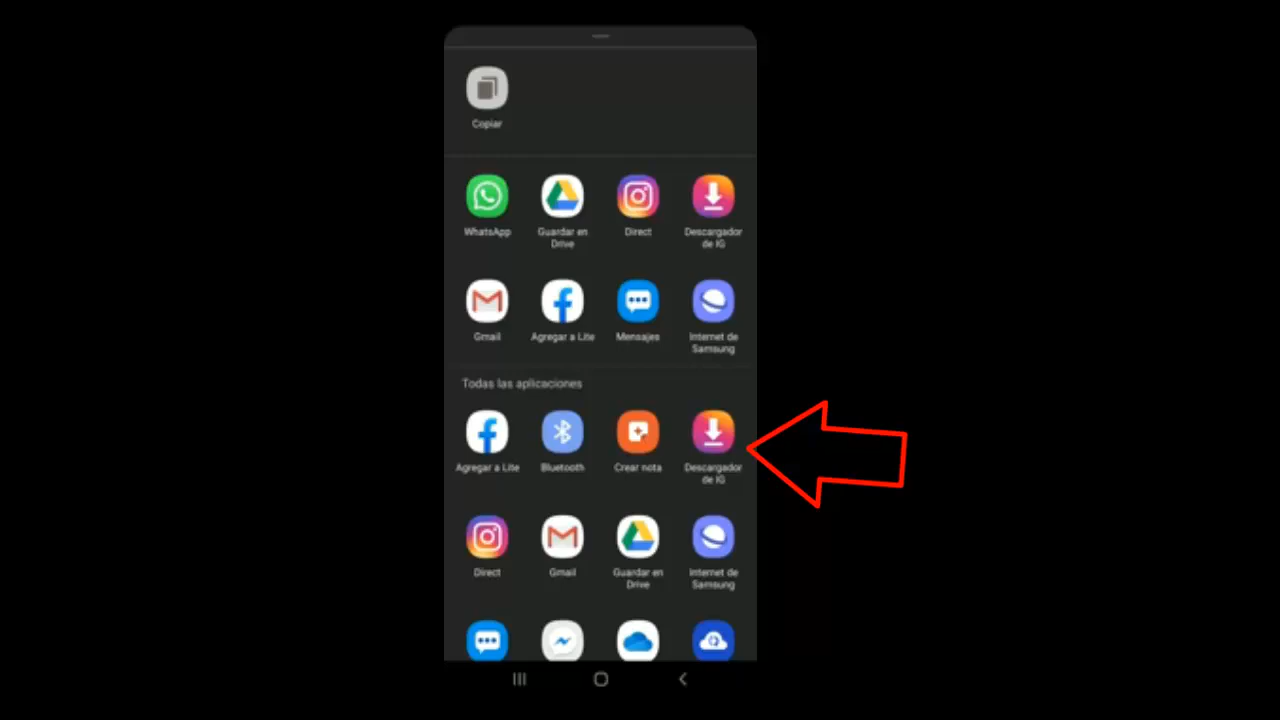 Copiar
WhatsApp
Guardar en
Drive
Direct
Descargador
de IG
Gmail
Agregar a Lite
Mensajes
Internet de
Samsung
Todas las aplicaciones
Agregar a Lite
Bluetooth
Crear nota
Descargador
de IG
Direct
Gmail
Guardar en
Drive
Internet de
Samsung